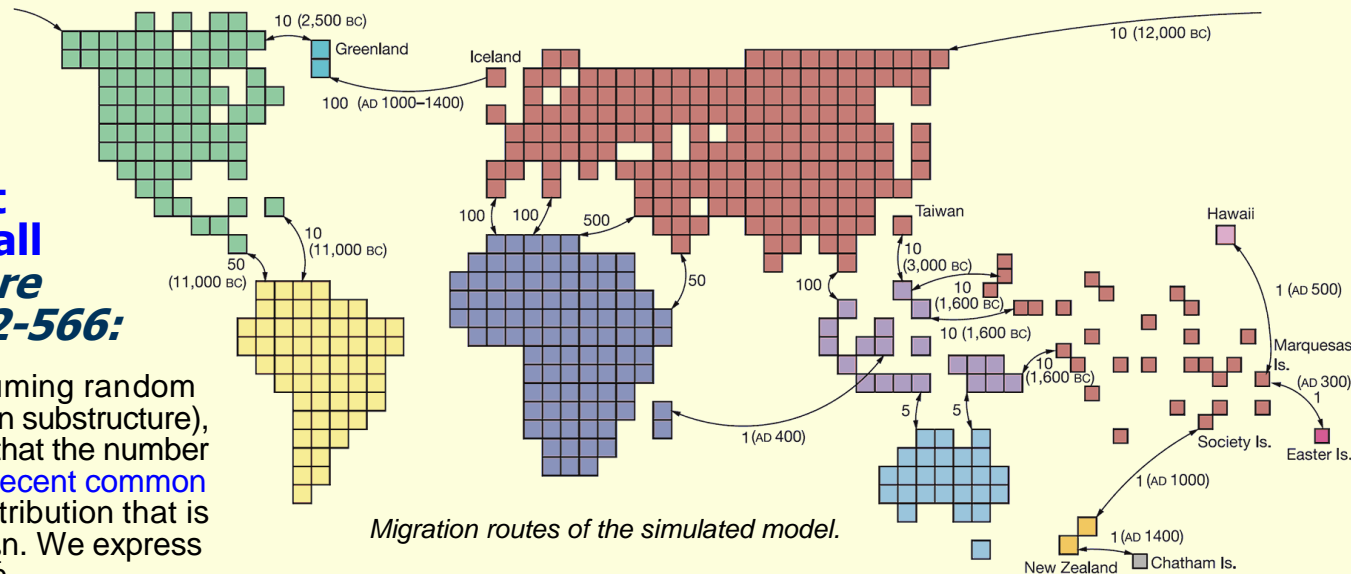 10 (2,500 BC)
Greenland
Iceland
10 (12,000 BC)
100 (AD 1000–1400)
all
2-566:
uming random
n substructure),
that the number
recent common
tribution that is
n. We express
100
100
500
Taiwan
Hawaii
10
(11,000 BC)
50
(11,000 BC)
10
(3,000 BC)
50
100
10
(1,600 BC)
10 (1,600 BC)
1 (AD 500)
Marquesas
Is.
10
(1,600 BC)
(AD 300)
1
5
5
1(AD 400)
Society Is.
Easter Is.
1(AD 1000)
Migration routes of the simulated model.
1(AD 1400)
New Zealand
Chatham Is.